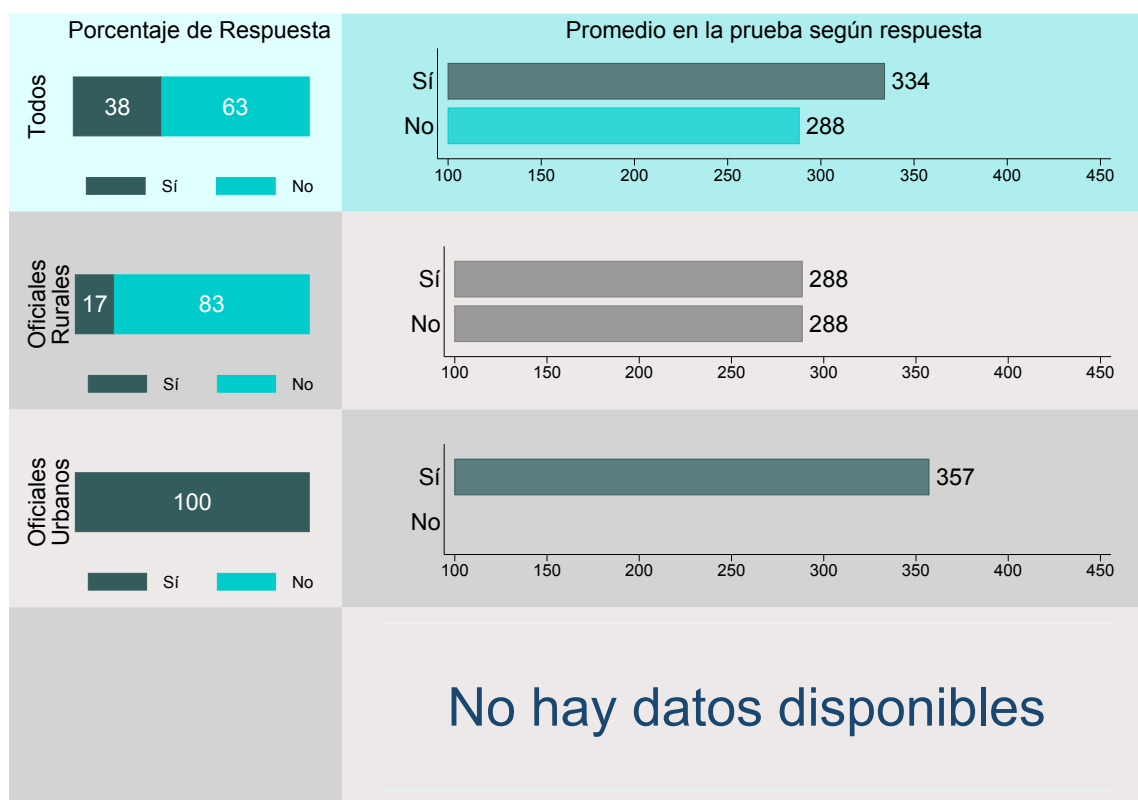 Porcentaje de Respuesta
Promedio en la prueba según respuesta
Todos
38 63
Sí No
Sí 334
No 288
100 150 200 250 300 350 400 450
Oficiales
Rurales
17 83
Sí No
Sí 288
No 288
100 150 200 250 300 350 400 450
Oficiales
Urbanos
100
Sí No
Sí 357
No
100 150 200 250 300 350 400 450
No hay datos disponibles